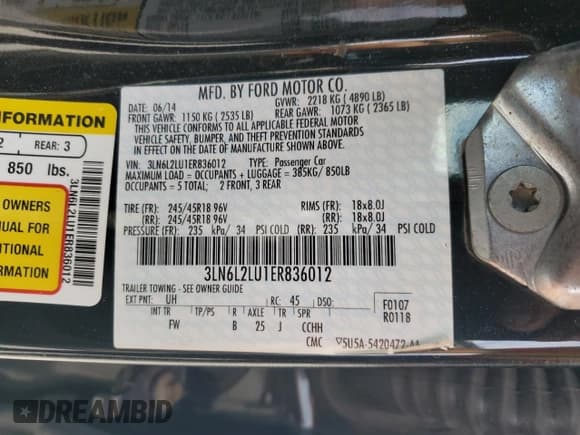 MFD. BY FORD MOTOR CO.
DATE: 06/14 GVWR: 2218 KG ( 4890 LB)
FRONT GAWR: 1150 KG ( 2535 LB) REAR GAWR: 1073 KG ( 2365 LB)
THIS VEHICLE CONFORMS TO ALL APPLICABLE FEDERAL MOTOR
VEHICLE SAFETY, BUMPER, AND THEFT PREVENTION STANDARDS
IN EFFECT ON THE DATE OF MANUFACTURE SHOWN ABOVE.
VIN: 3LN6L2LU1ER836012 TYPE: Passenger Car
MAXIMUM LOAD = OCCUPANTS + LUGGAGE = 385KG/ 850LB
OCCUPANTS = 5 TOTAL; 2 FRONT, 3 REAR
TIRE (FR): 245/45R18 96V RIMS (FR): 18x8.0J
(RR): 245/45R18 96V (RR): 18x8.0J
PRESSURE (FR): 235 kPa/ 34 PSI COLD (RR): 235 kPa/ 34 PSI COLD
3LN6L2LU1ER836012
TRAILER TOWING - SEE OWNER GUIDE
EXT PNT: UH RC: 45 DSO:
F0107
R0118
INT TR TP/PS R AXLE TR SPR
FW B 25 J CCHH
CMC 5U5A-5420472-AA
INFORMATION
2 REAR: 3
850 lbs.
OWNERS
NUAL FOR
DITIONAL
RMATION
3LN6L2LU1ER836012
DREAMBID